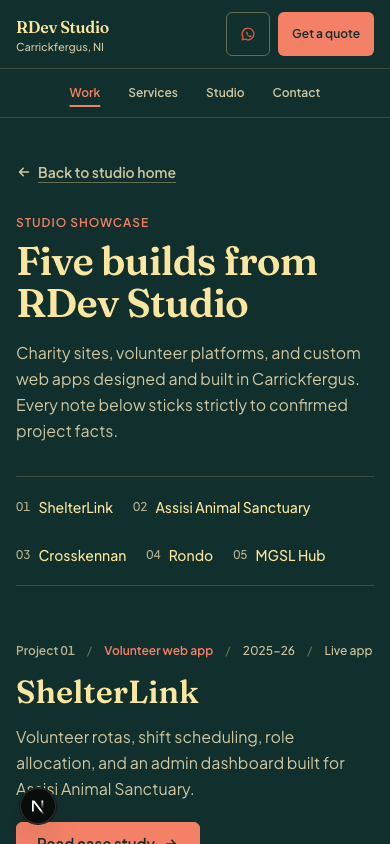 RDev Studio
Carrickfergus, NI
Get a quote
Work Services Studio Contact
← Back to studio home
STUDIO SHOWCASE
Five builds from
RDev Studio
Charity sites, volunteer platforms, and custom
web apps designed and built in Carrickfergus.
Every note below sticks strictly to confirmed
project facts.
01 ShelterLink 02 Assisi Animal Sanctuary
03 Crosskennan 04 Rondo 05 MGSL Hub
Project 01 / Volunteer web app / 2025–26 / Live app
ShelterLink
Volunteer rotas, shift scheduling, role
allocation, and an admin dashboard built for
Assisi Animal Sanctuary.
N
Read case study →